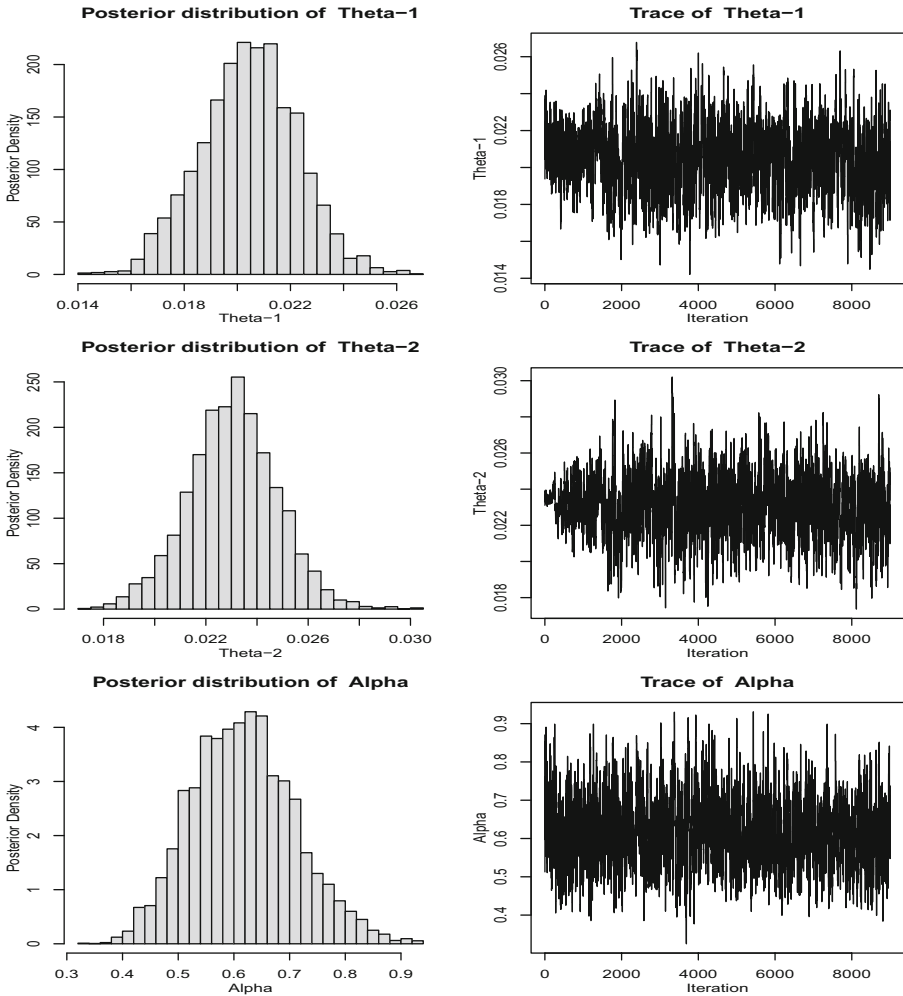 Posterior distribution of Theta−1
Posterior Density
0 50 100 150 200
0.014 0.018 0.022 0.026
Theta−1
Trace of Theta−1
Theta−1
0.014 0.018 0.022 0.026
0 2000 4000 6000 8000
Iteration
Posterior distribution of Theta−2
Posterior Density
0 50 100 150 200 250
0.018 0.022 0.026 0.030
Theta−2
Trace of Theta−2
Theta−2
0.018 0.022 0.026 0.030
0 2000 4000 6000 8000
Iteration
Posterior distribution of Alpha
Posterior Density
0 1 2 3 4
0.3 0.4 0.5 0.6 0.7 0.8 0.9
Alpha
Trace of Alpha
Alpha
0.4 0.5 0.6 0.7 0.8 0.9
0 2000 4000 6000 8000
Iteration